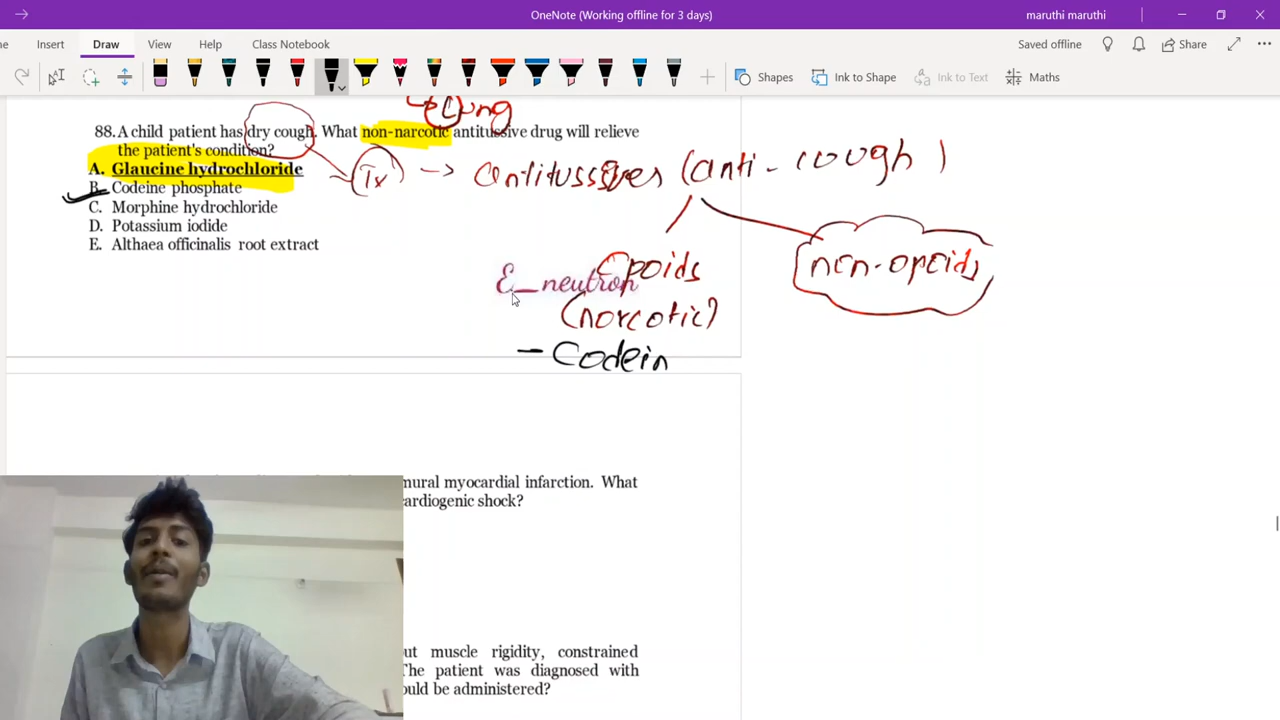 OneNote (Working offline for 3 days)
maruthi maruthi
Insert Draw View Help Class Notebook
Saved offline
Share
Shapes
Ink to Shape
Ink to Text
Maths
Lung
88. A child patient has dry cough. What non-narcotic antitussive drug will relieve
the patient's condition?
A. Glaucine hydrochloride
B. Codeine phosphate
C. Morphine hydrochloride
D. Potassium iodide
E. Althaea officinalis root extract
(Tx) → antitussives (anti-cough)
opoids
non-opoids
E_neutron
(norcotic)
- Codein
mural myocardial infarction. What
cardiogenic shock?
ut muscle rigidity, constrained
The patient was diagnosed with
ould be administered?